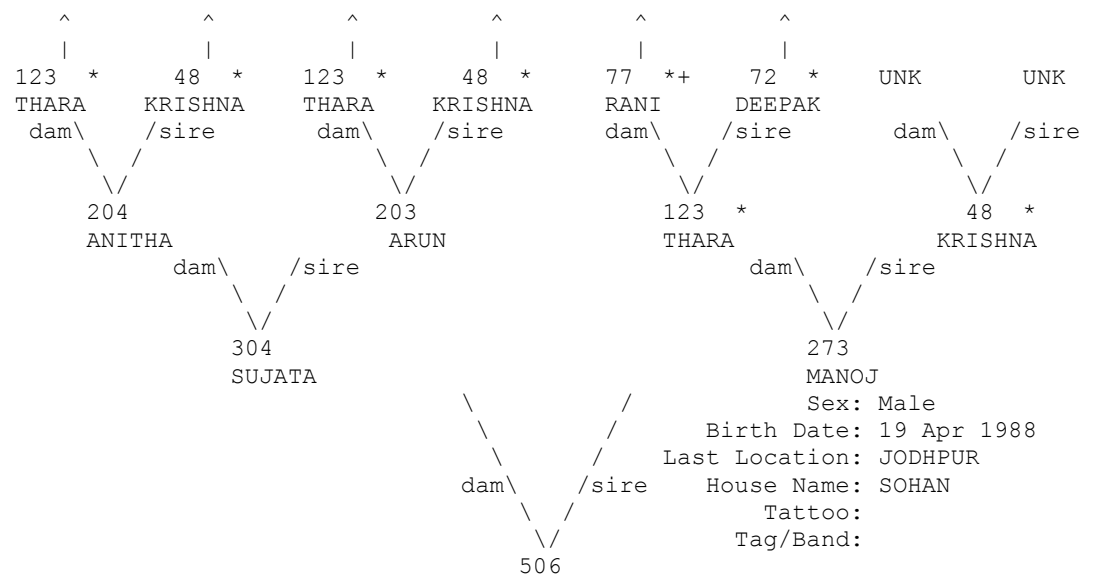 ^ ^ ^ ^ ^ ^
| | | | | |
123 * 48 * 123 * 48 * 77 *+ 72 * UNK UNK
THARA KRISHNA THARA KRISHNA RANI DEEPAK
dam\ /sire dam\ /sire dam\ /sire dam\ /sire
\ / \ / \ / \ /
\/ \/ \/ \/
204 203 123 * 48 *
ANITHA ARUN THARA KRISHNA
dam\ /sire dam\ /sire
\ / \ /
\/ \/
304 273
SUJATA MANOJ
\ / Sex: Male
\ / Birth Date: 19 Apr 1988
\ / Last Location: JODHPUR
dam\ /sire House Name: SOHAN
\ / Tattoo:
\/ Tag/Band:
506